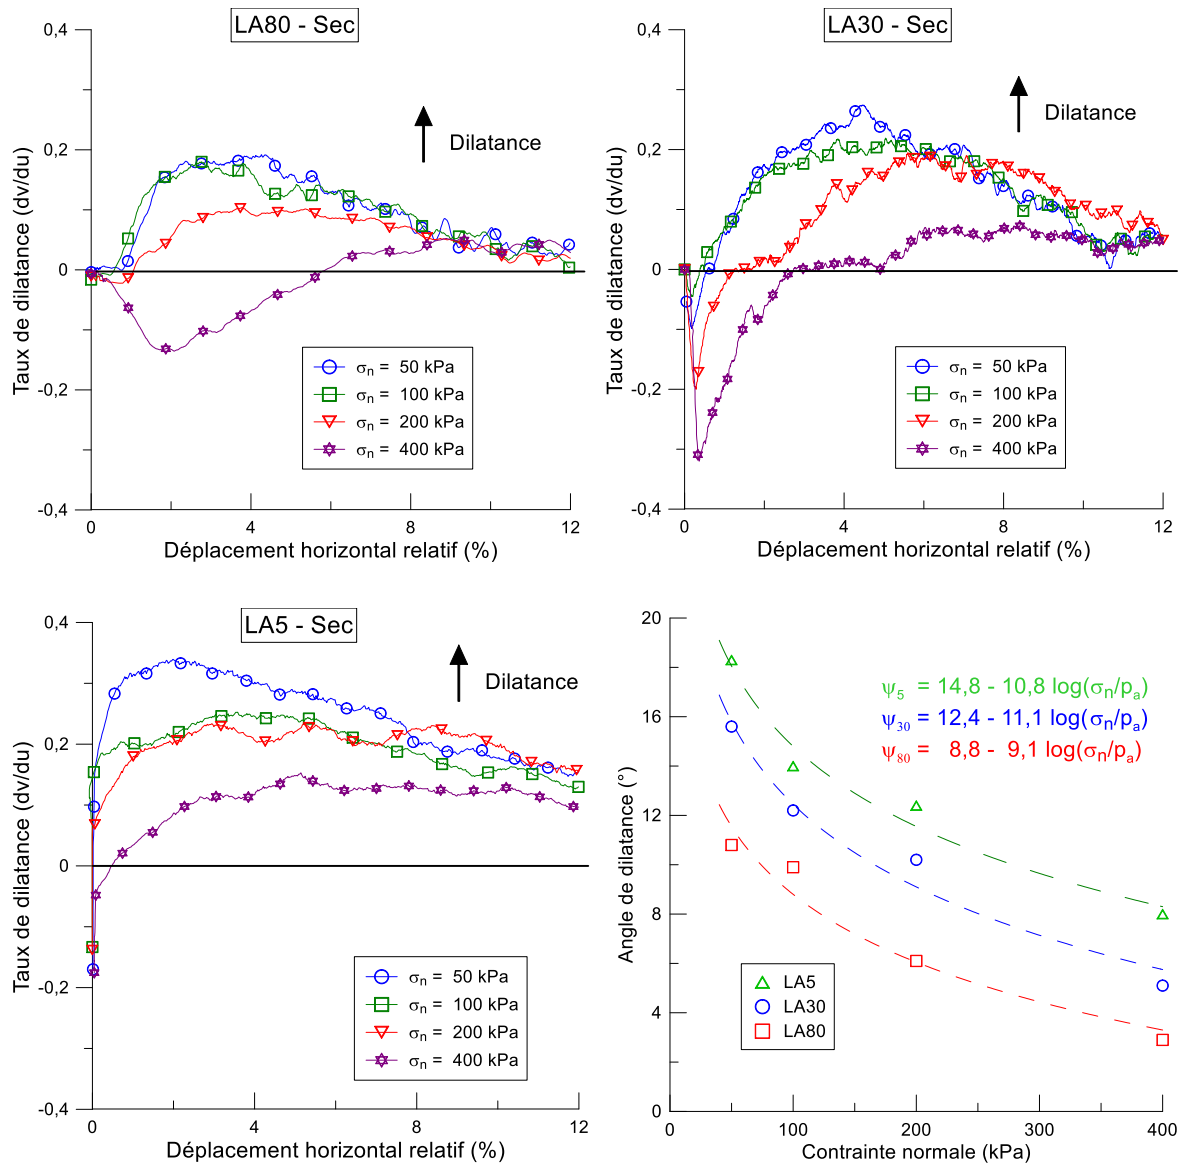 LA80 - Sec
0,4
0,2
0
-0,2
-0,4
Taux de dilatance (dv/du)
Dilatance
σn = 50 kPa
σn = 100 kPa
σn = 200 kPa
σn = 400 kPa
0 4 8 12
Déplacement horizontal relatif (%)
LA30 - Sec
0,4
0,2
0
-0,2
-0,4
Taux de dilatance (dv/du)
Dilatance
σn = 50 kPa
σn = 100 kPa
σn = 200 kPa
σn = 400 kPa
0 4 8 12
Déplacement horizontal relatif (%)
LA5 - Sec
0,4
0,2
0
-0,2
-0,4
Taux de dilatance (dv/du)
Dilatance
σn = 50 kPa
σn = 100 kPa
σn = 200 kPa
σn = 400 kPa
0 4 8 12
Déplacement horizontal relatif (%)
20
16
12
8
4
0
Angle de dilatance (°)
ψ5 = 14,8 - 10,8 log(σn/pa)
ψ30 = 12,4 - 11,1 log(σn/pa)
ψ80 = 8,8 - 9,1 log(σn/pa)
LA5
LA30
LA80
0 100 200 300 400
Contrainte normale (kPa)